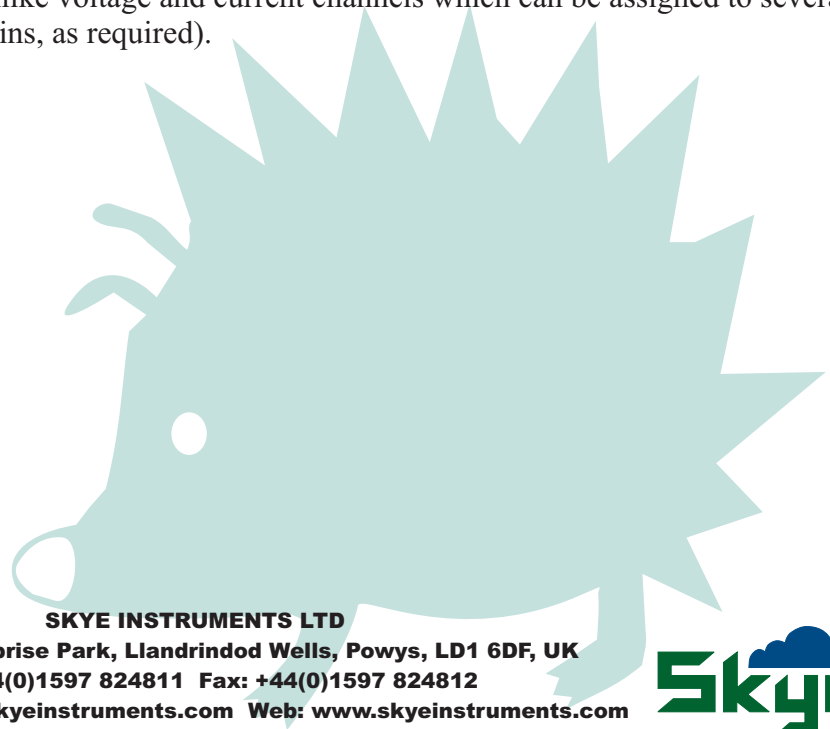 like voltage and current channels which can be assigned to severa
ins, as required).
SKYE INSTRUMENTS LTD
prise Park, Llandrindod Wells, Powys, LD1 6DF, UK
4(0)1597 824811 Fax: +44(0)1597 824812
kyeinstruments.com Web: www.skyeinstruments.com
Sky